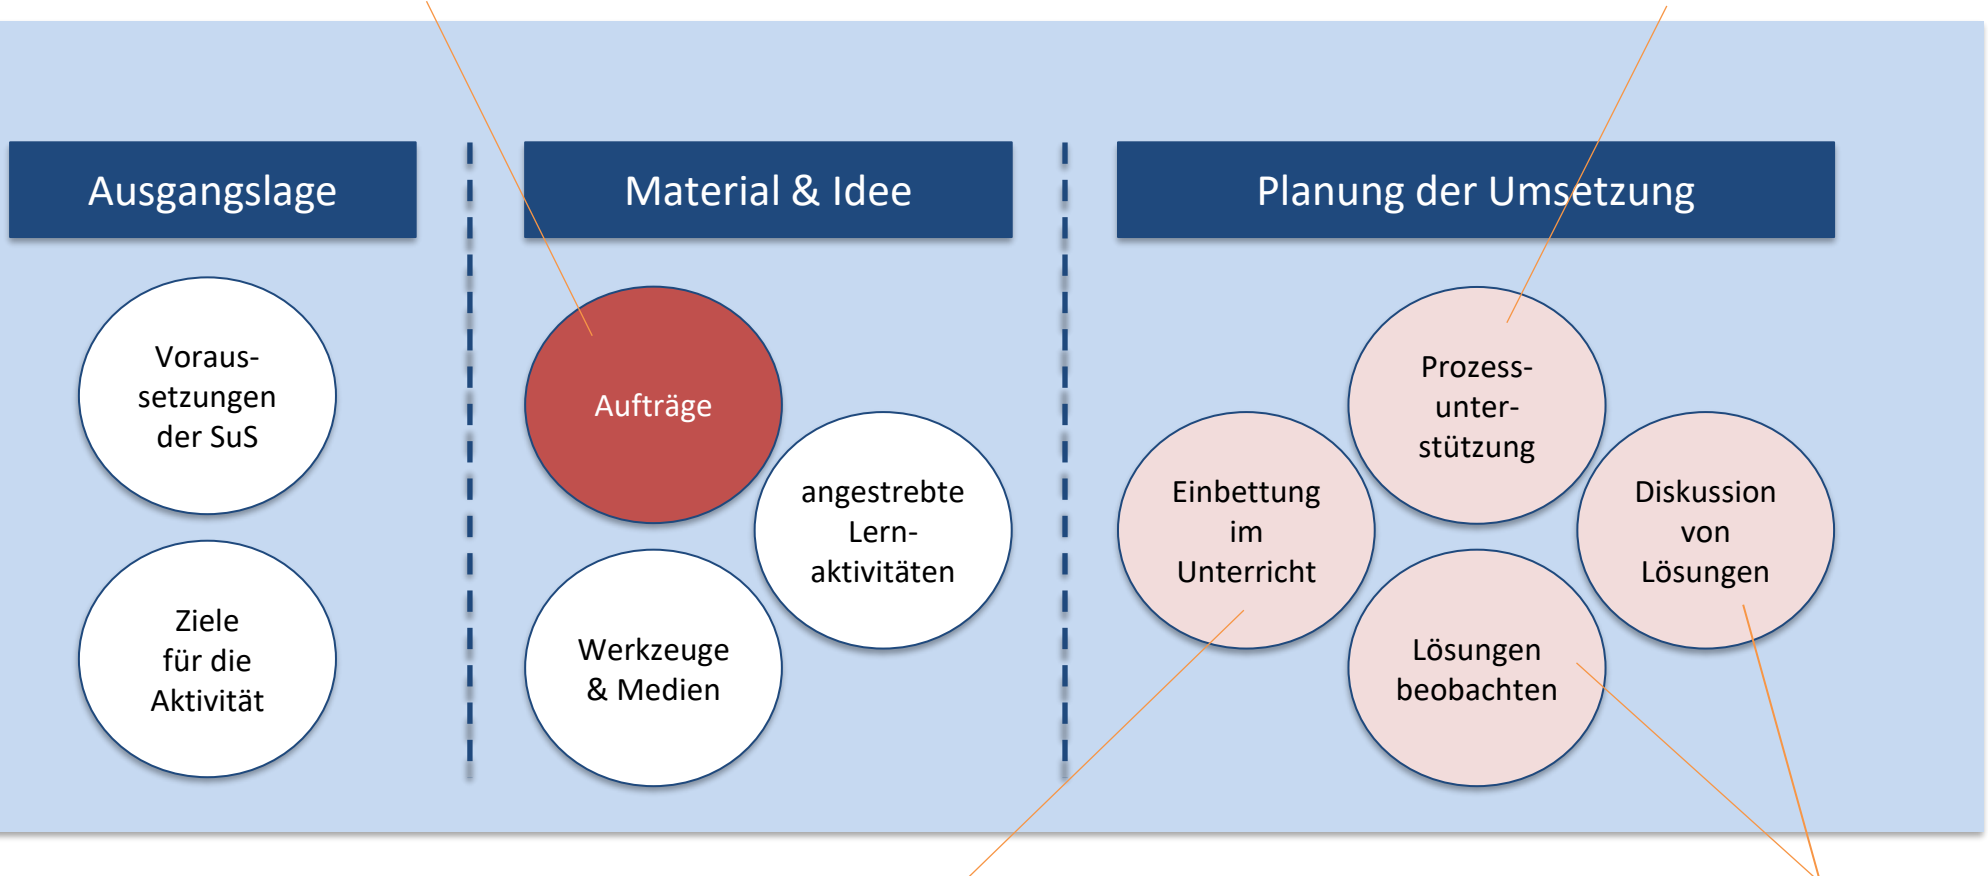 Ausgangslage
Voraus-
setzungen
der SuS
Ziele
für die
Aktivität
Material & Idee
Aufträge
angestrebte
Lern-
aktivitäten
Werkzeuge
& Medien
Planung der Umsetzung
Prozess-
unter-
stützung
Einbettung
im
Unterricht
Diskussion
von
Lösungen
Lösungen
beobachten